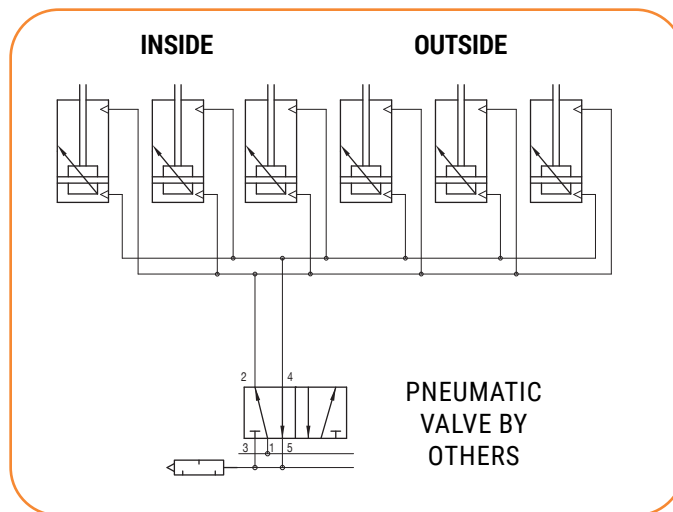 INSIDE
OUTSIDE
2
4
3
1
5
PNEUMATIC
VALVE BY
OTHERS